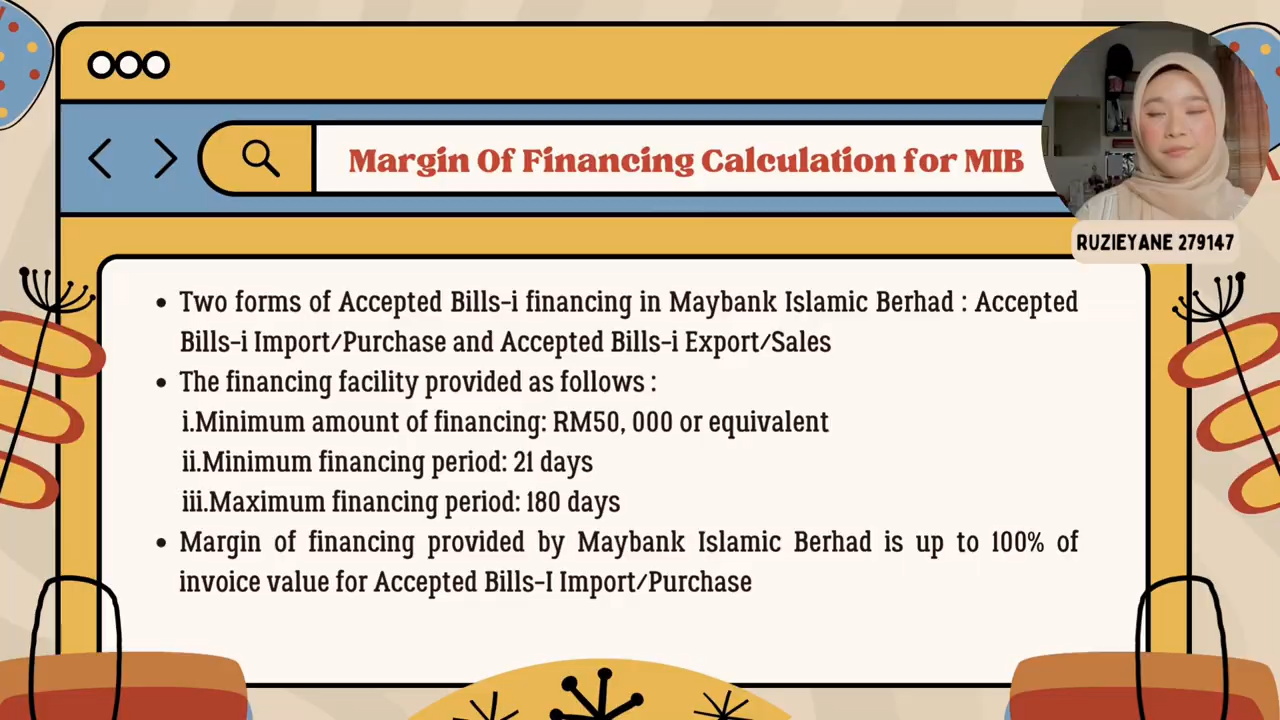 Margin Of Financing Calculation for MIB
RUZIEYANE 279147
• Two forms of Accepted Bills-i financing in Maybank Islamic Berhad : Accepted
Bills-i Import/Purchase and Accepted Bills-i Export/Sales
• The financing facility provided as follows :
i.Minimum amount of financing: RM50, 000 or equivalent
ii.Minimum financing period: 21 days
iii.Maximum financing period: 180 days
• Margin of financing provided by Maybank Islamic Berhad is up to 100% of
invoice value for Accepted Bills-I Import/Purchase